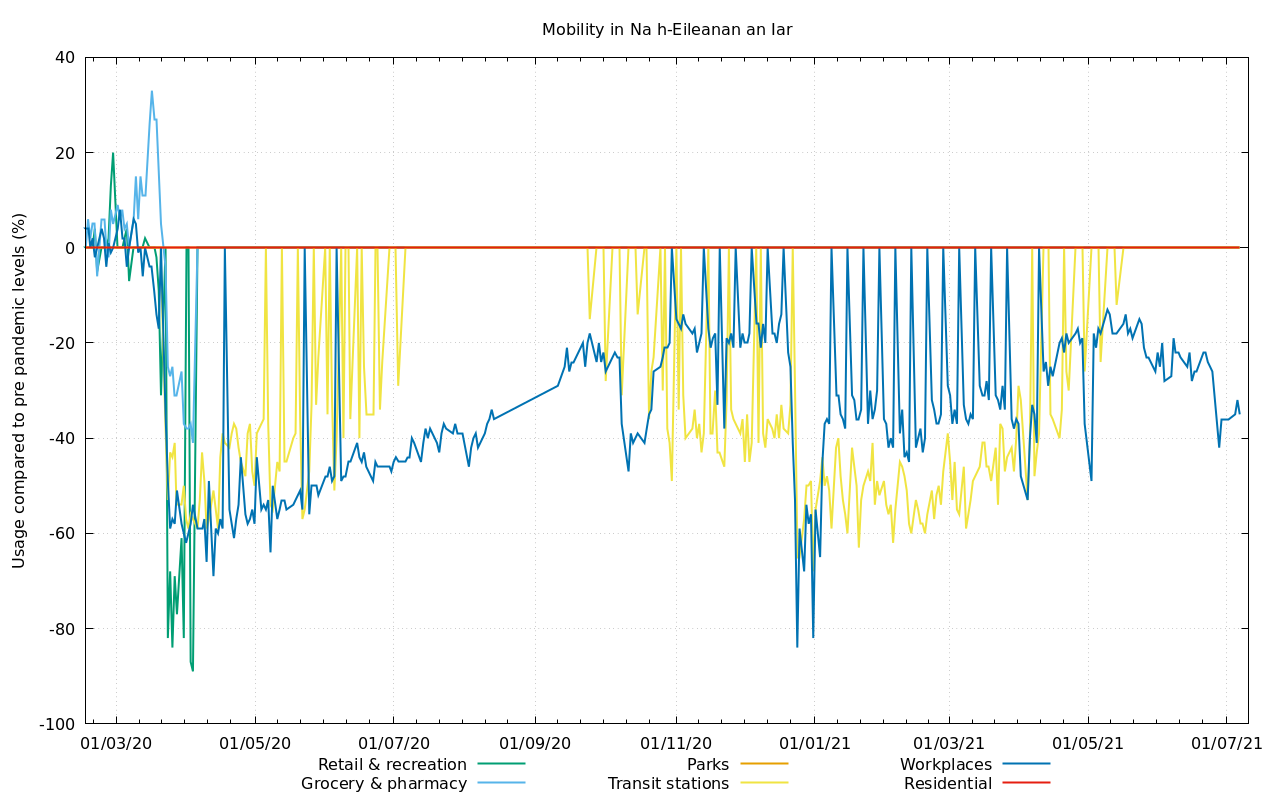 Mobility in Na h-Eileanan an Iar
Usage compared to pre pandemic levels (%)
40
20
0
-20
-40
-60
-80
-100
01/03/20 01/05/20 01/07/20 01/09/20 01/11/20 01/01/21 01/03/21 01/05/21 01/07/21
Retail & recreation Parks Workplaces
Grocery & pharmacy Transit stations Residential